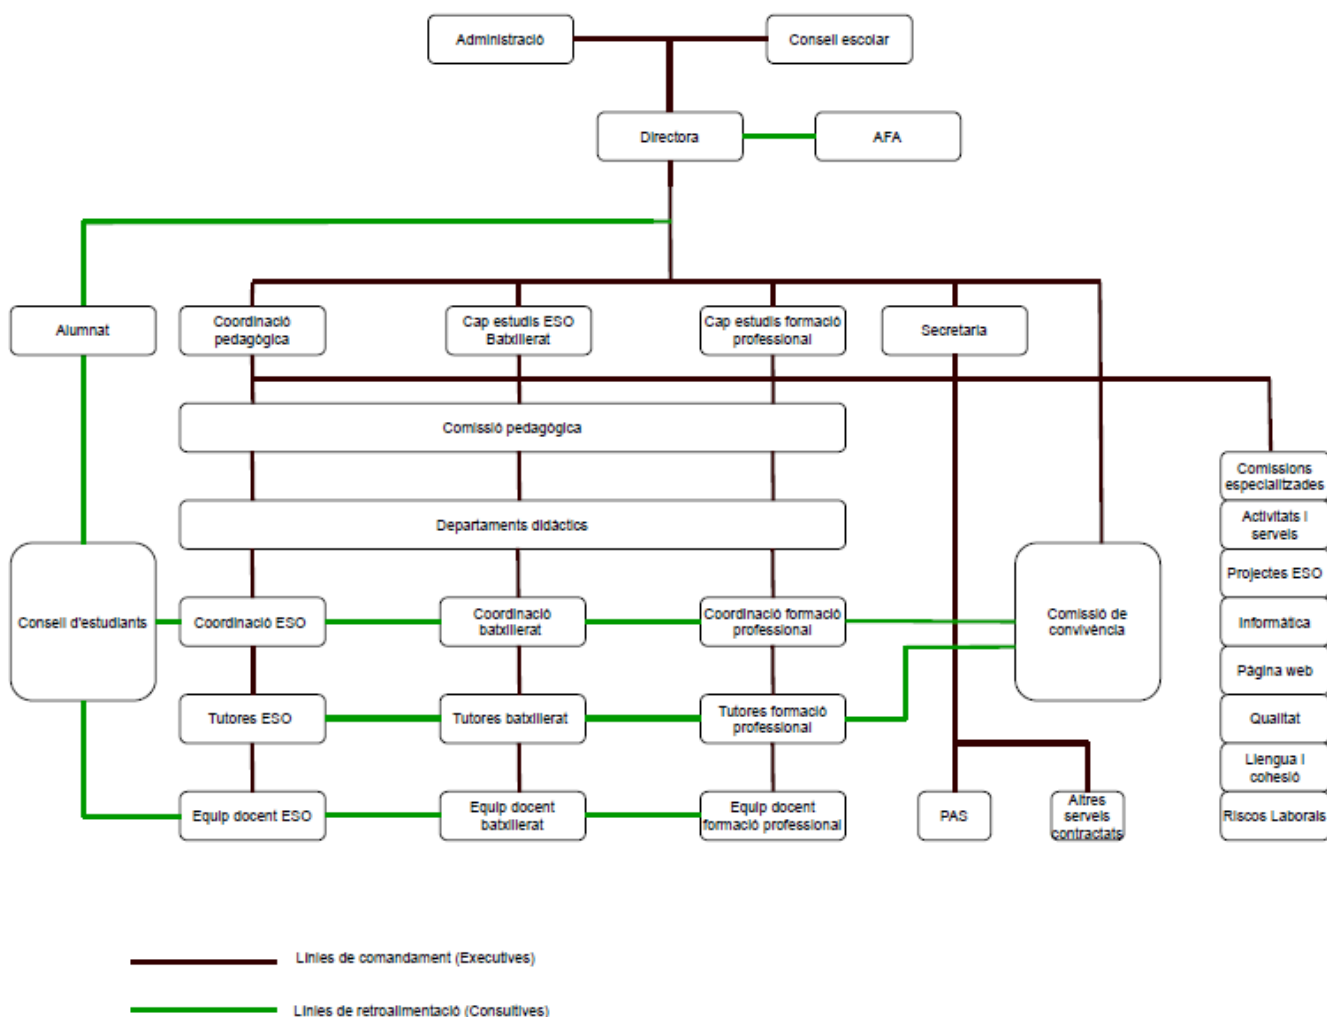 Administració
Consell escolar
Directora
AFA
Alumnat
Coordinació
pedagògica
Cap estudis ESO
Batxillerat
Cap estudis formació
professional
Secretaria
Comissió pedagògica
Comissions
especialitzades
Departaments didàctics
Activitats i
serveis
Projectes ESO
Consell d'estudiants
Coordinació ESO
Coordinació
batxillerat
Coordinació formació
professional
Comissió de
convivència
Informàtica
Pàgina web
Tutores ESO
Tutores batxillerat
Tutores formació
professional
Qualitat
Llengua i
cohesió
Equip docent ESO
Equip docent
batxillerat
Equip docent
formació professional
PAS
Altres
serveis
contractats
Riscos Laborals
Línies de comandament (Executives)
Línies de retroalimentació (Consultives)